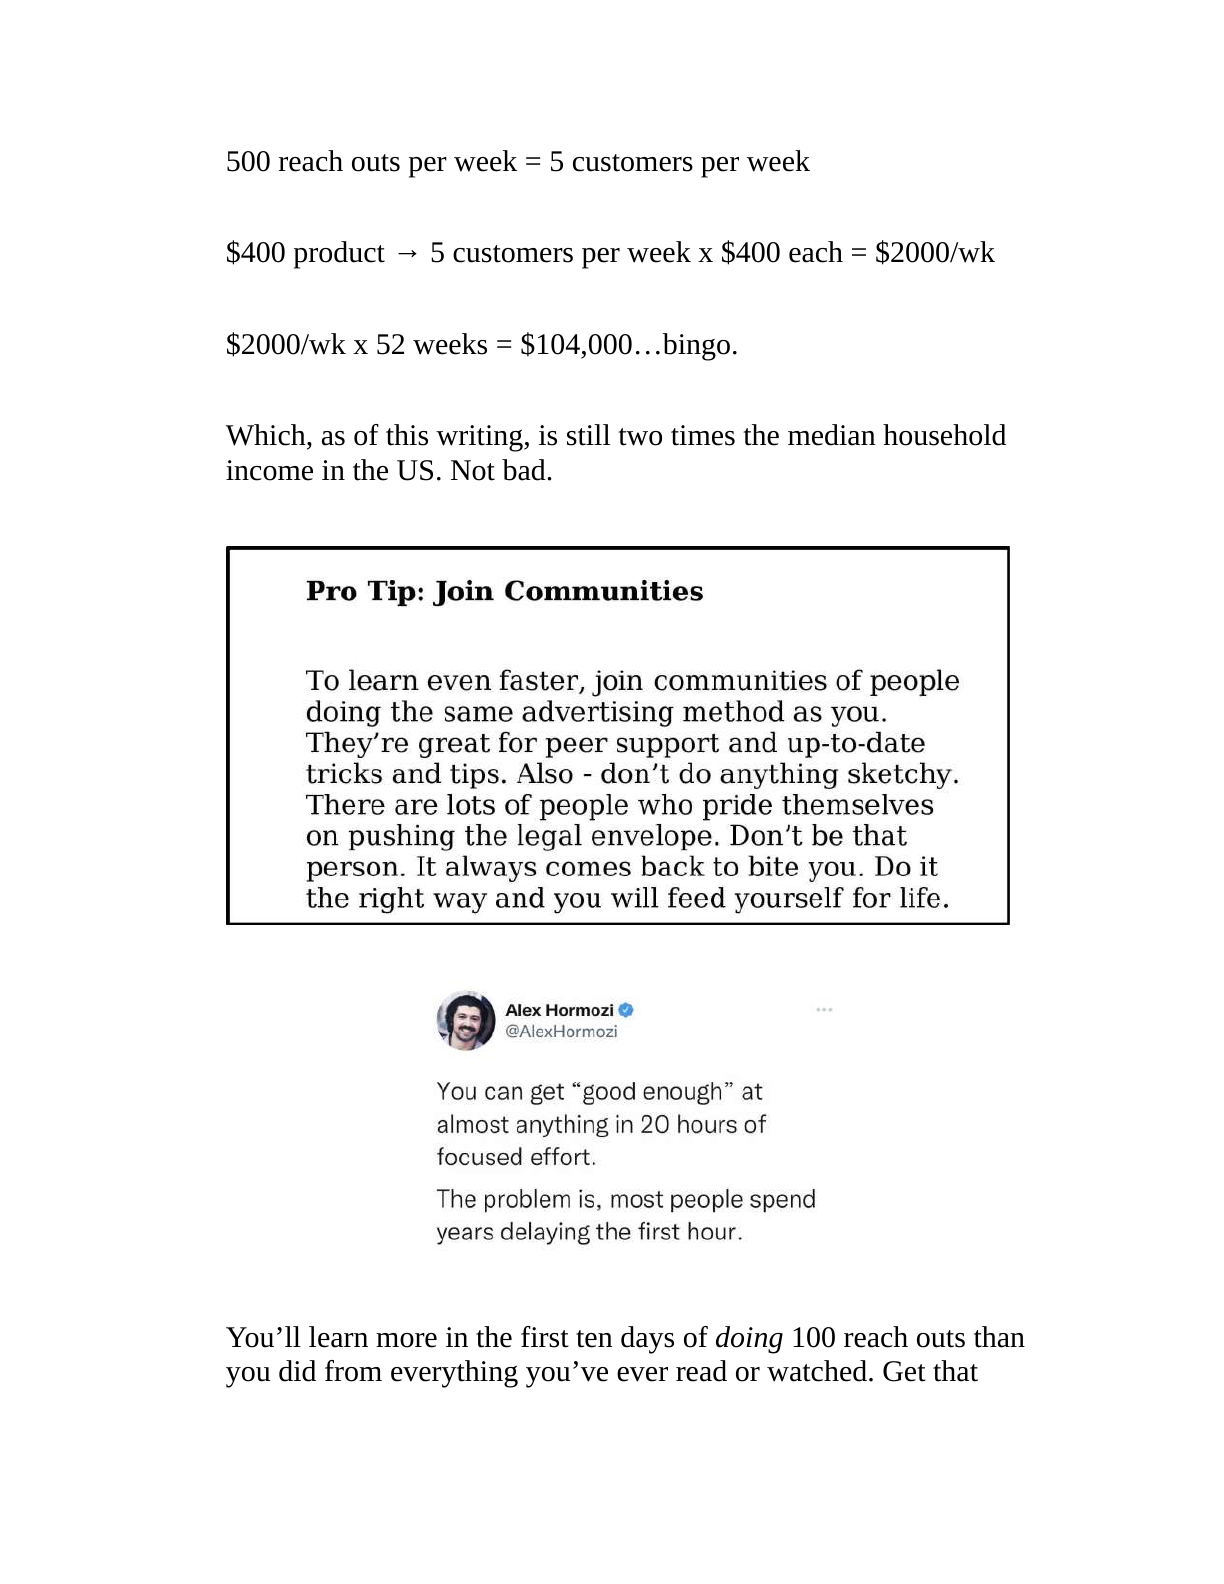 500 reach outs per week = 5 customers per week
$400 product → 5 customers per week x $400 each = $2000/wk
$2000/wk x 52 weeks = $104,000…bingo.
Which, as of this writing, is still two times the median household
income in the US. Not bad.
Pro Tip: Join Communities
To learn even faster, join communities of people
doing the same advertising method as you.
They’re great for peer support and up-to-date
tricks and tips. Also - don’t do anything sketchy.
There are lots of people who pride themselves
on pushing the legal envelope. Don’t be that
person. It always comes back to bite you. Do it
the right way and you will feed yourself for life.
Alex Hormozi
@AlexHormozi
You can get “good enough” at
almost anything in 20 hours of
focused effort.
The problem is, most people spend
years delaying the first hour.
You’ll learn more in the first ten days of doing 100 reach outs than
you did from everything you’ve ever read or watched. Get that